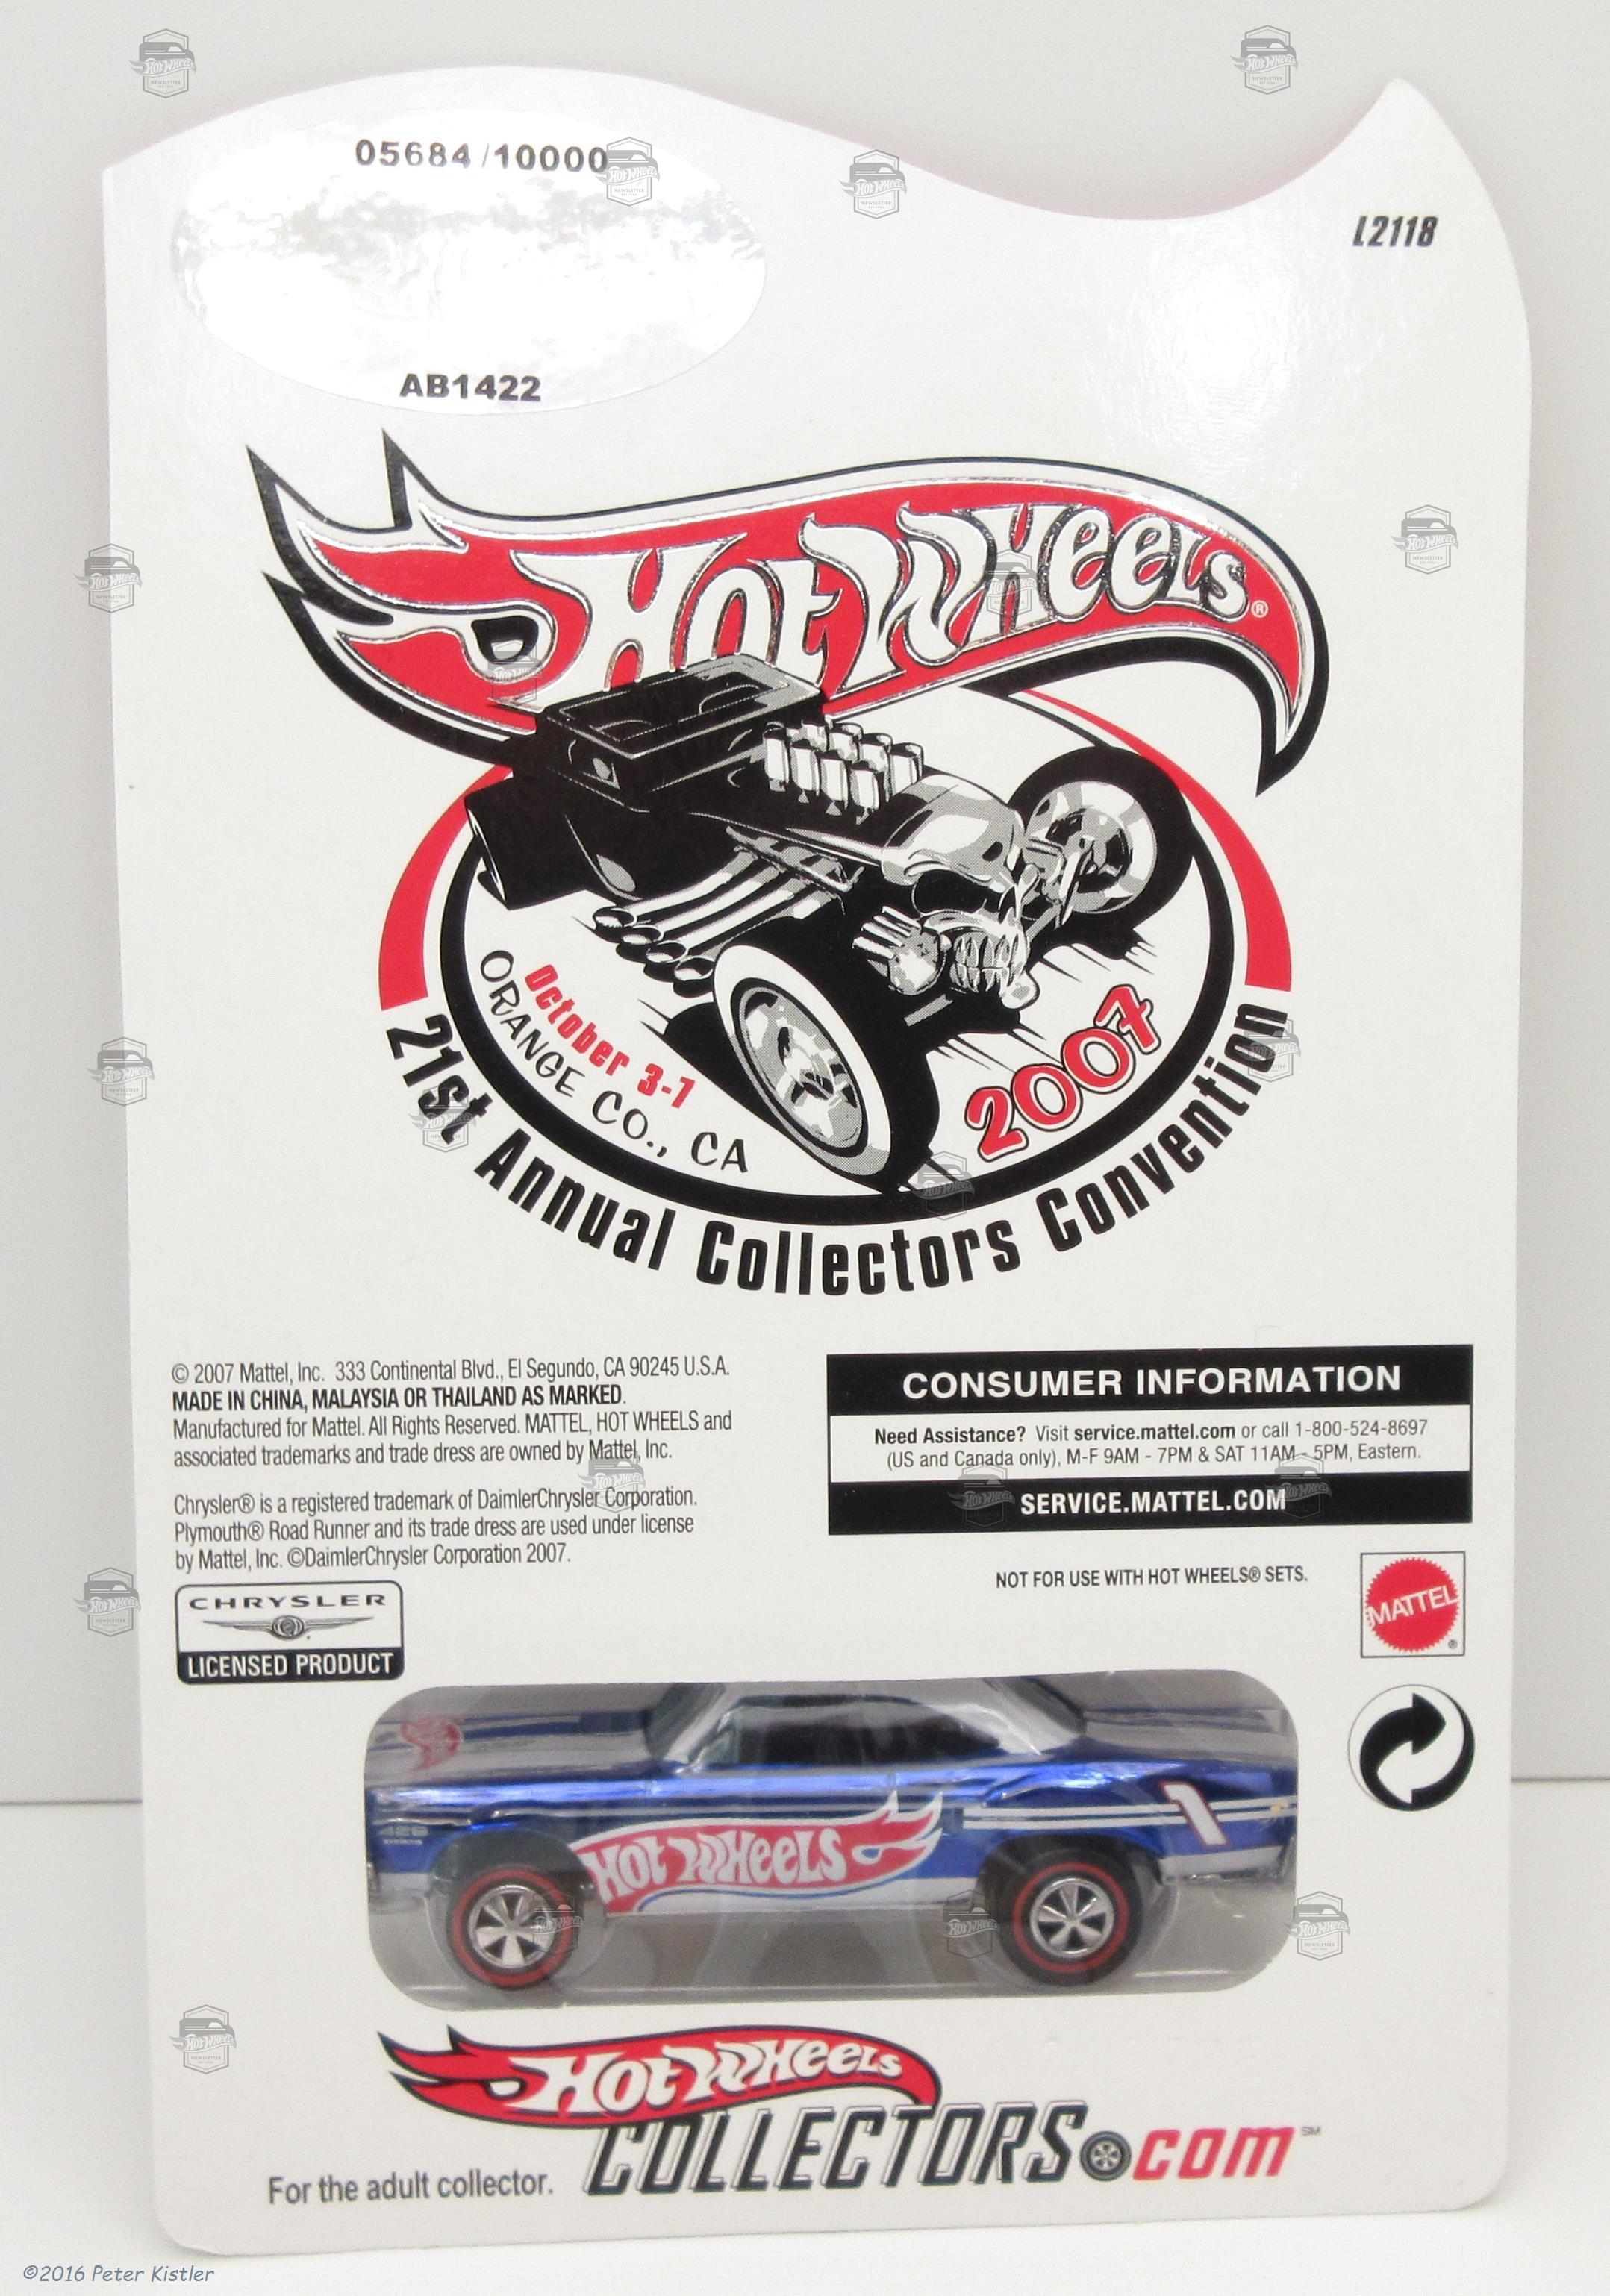 05684/10000
L2118
AB1422
HOT WHEELS®
October 3-7
ORANGE CO., CA
2007
21st Annual Collectors Convention
© 2007 Mattel, Inc. 333 Continental Blvd., El Segundo, CA 90245 U.S.A.
MADE IN CHINA, MALAYSIA OR THAILAND AS MARKED.
Manufactured for Mattel. All Rights Reserved. MATTEL, HOT WHEELS and
associated trademarks and trade dress are owned by Mattel, Inc.
Chrysler® is a registered trademark of DaimlerChrysler Corporation.
Plymouth® Road Runner and its trade dress are used under license
by Mattel, Inc. ©DaimlerChrysler Corporation 2007.
CHRYSLER
LICENSED PRODUCT
CONSUMER INFORMATION
Need Assistance? Visit service.mattel.com or call 1-800-524-8697
(US and Canada only), M-F 9AM - 7PM & SAT 11AM - 5PM, Eastern.
SERVICE.MATTEL.COM
NOT FOR USE WITH HOT WHEELS® SETS.
MATTEL®
1
HOT WHEELS
HOT WHEELS
COLLECTORS.com℠
For the adult collector.
©2016 Peter Kistler